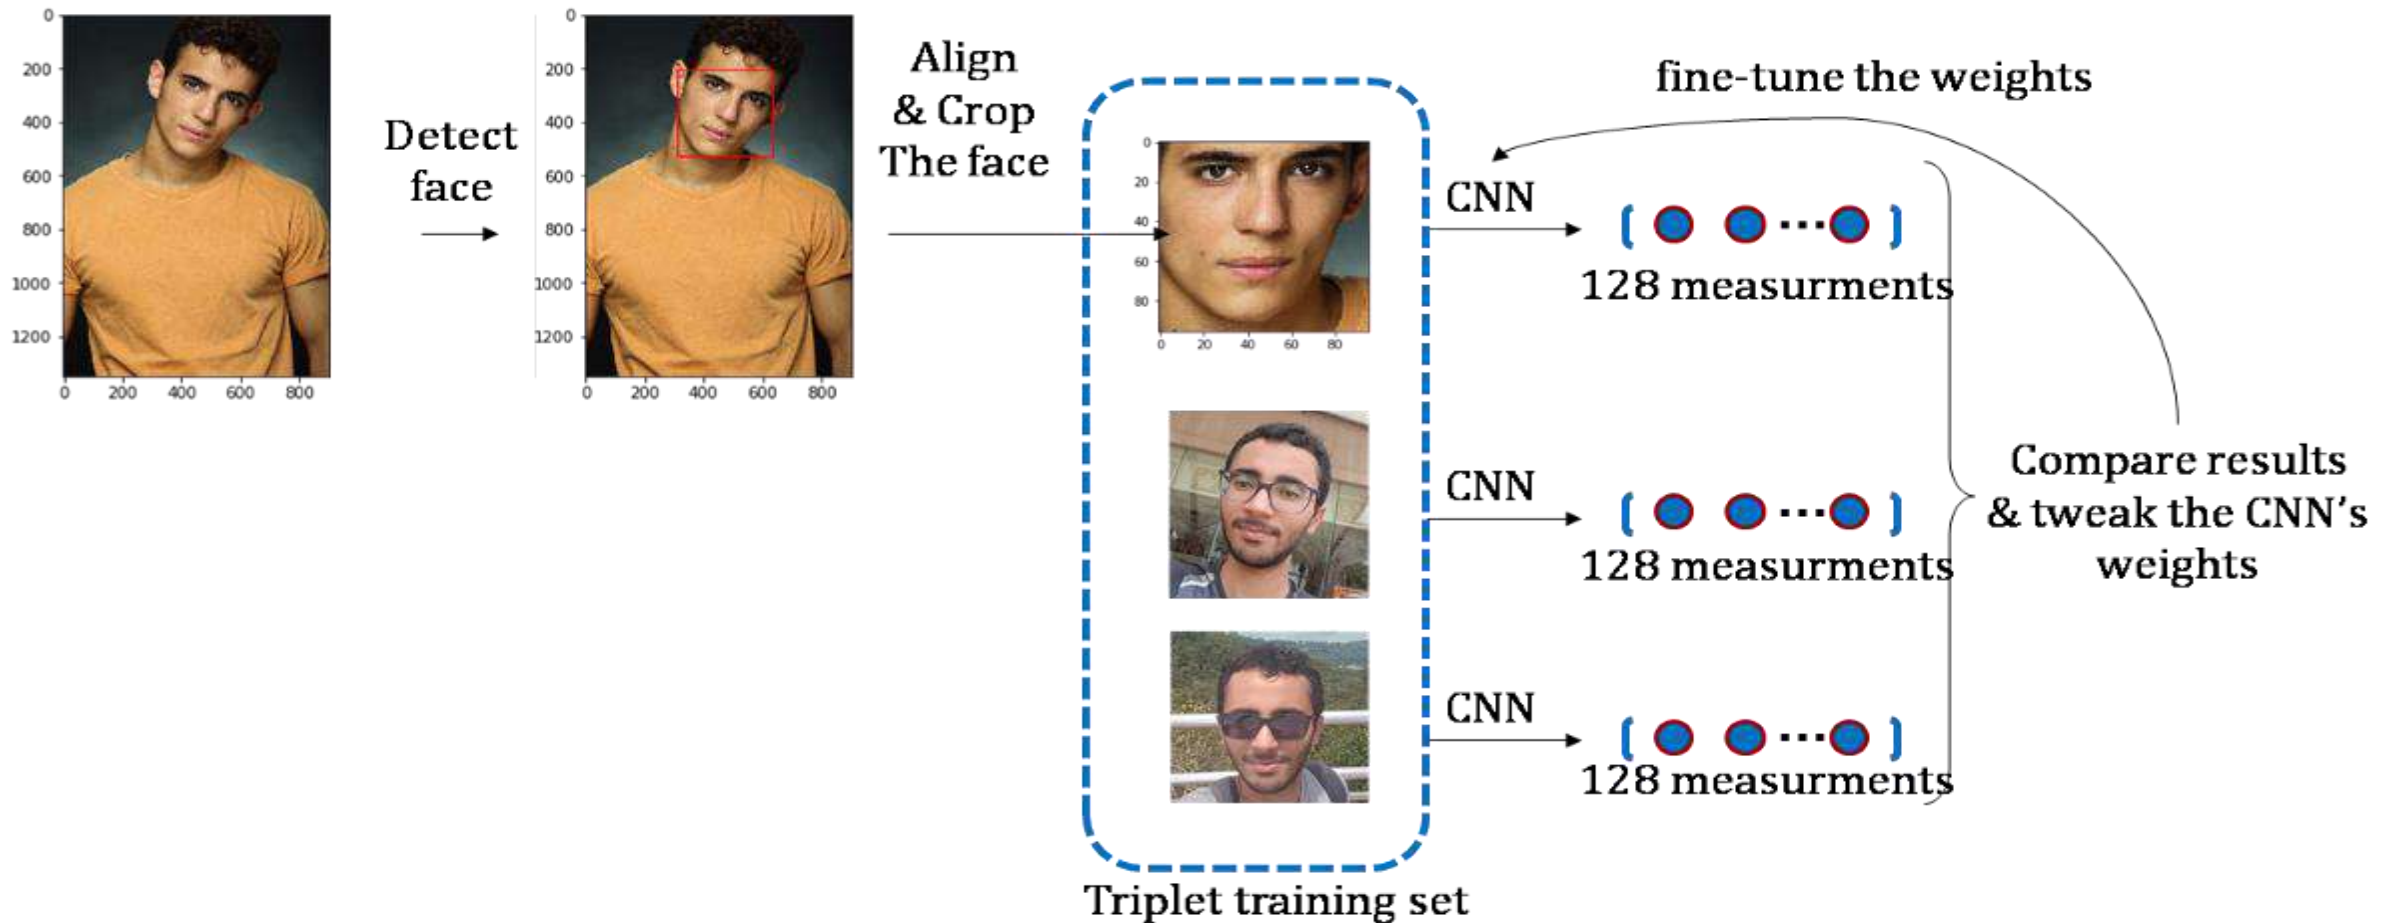 0
200
400
600
800
1000
1200
0 200 400 600 800
Detect
face
0
200
400
600
800
1000
1200
0 200 400 600 800
Align
& Crop
The face
0
20
40
60
80
0 20 40 60 80
CNN
128 measurments
CNN
128 measurments
CNN
128 measurments
fine-tune the weights
Compare results
& tweak the CNN's
weights
Triplet training set